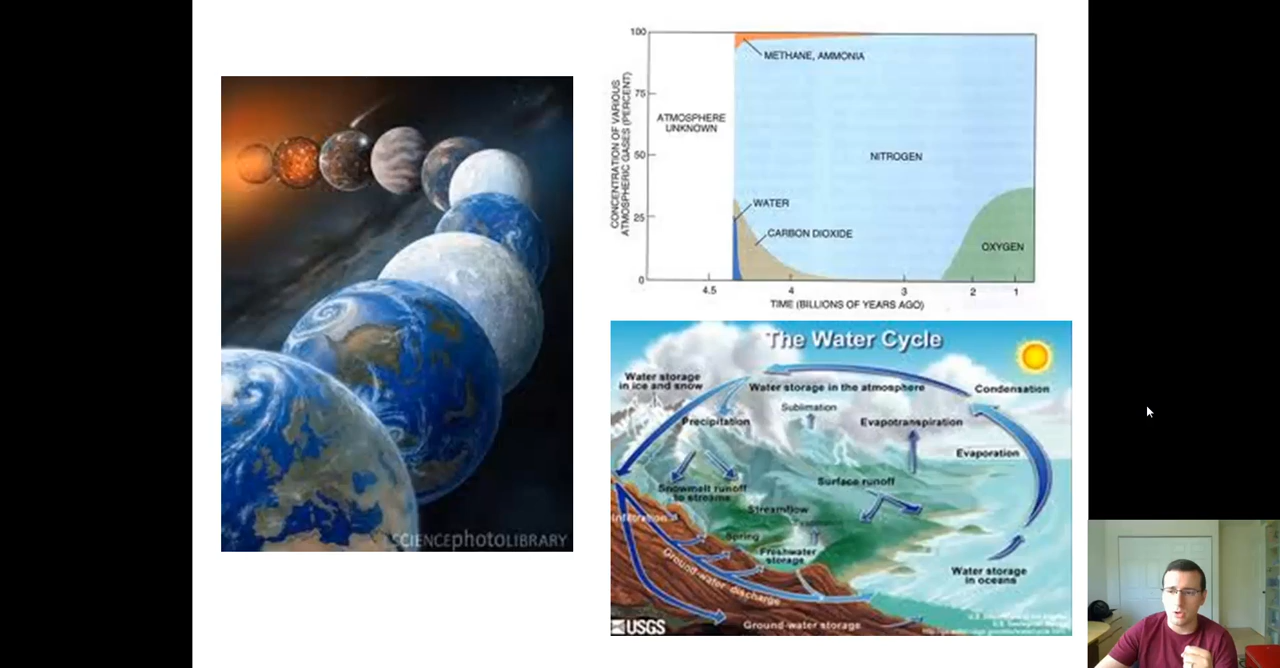 SCIENCEphotoLIBRARY
100
METHANE, AMMONIA
75
ATMOSPHERE
UNKNOWN
CONCENTRATION OF VARIOUS
ATMOSPHERIC GASES (PERCENT)
50
NITROGEN
25
WATER
CARBON DIOXIDE
OXYGEN
0
4.5 4 3 2 1
TIME (BILLIONS OF YEARS AGO)
The Water Cycle
Water storage
in ice and snow
Water storage in the atmosphere
Condensation
Sublimation
Precipitation
Evapotranspiration
Evaporation
Snowmelt runoff
to streams
Surface runoff
Streamflow
Evaporation
Infiltration
Spring
Freshwater
storage
Ground-water discharge
Water storage
in oceans
Ground-water storage
USGS